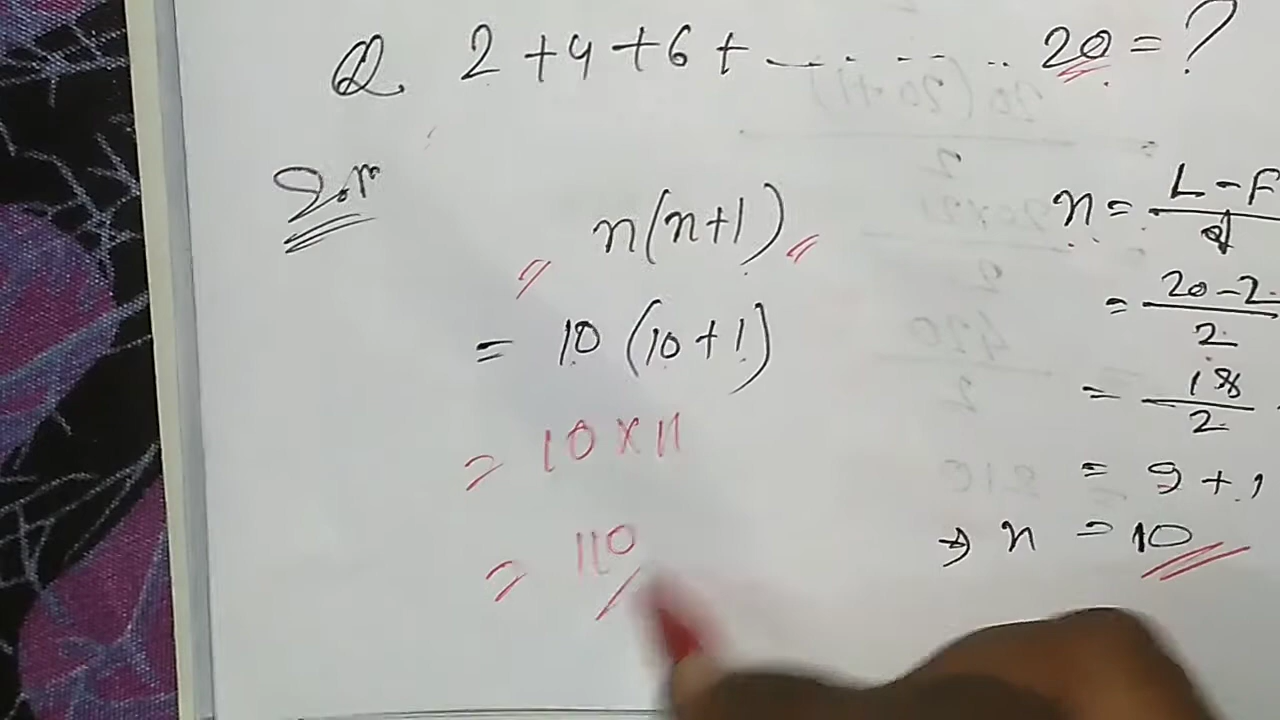 Q. 2 + 4 + 6 + ........ 20 = ?
Sol
n(n+1)
= 10 (10+1)
= 10 × 11
= 110
n = L - F / d
= 20 - 2 / 2
= 18 / 2
= 9 + 1
⇒ n = 10